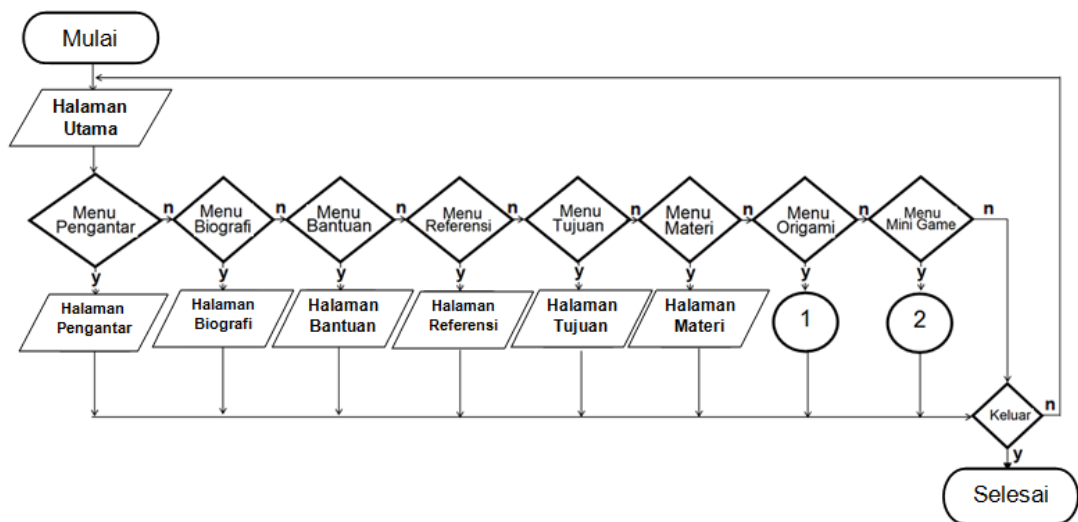 Mulai
Halaman
Utama
Menu
Pengantar
n
Menu
Biografi
n
Menu
Bantuan
n
Menu
Referensi
n
Menu
Tujuan
n
Menu
Materi
n
Menu
Origami
n
Menu
Mini Game
n
y
y
y
y
y
y
y
y
Halaman
Pengantar
Halaman
Biografi
Halaman
Bantuan
Halaman
Referensi
Halaman
Tujuan
Halaman
Materi
1
2
Keluar
n
y
Selesai